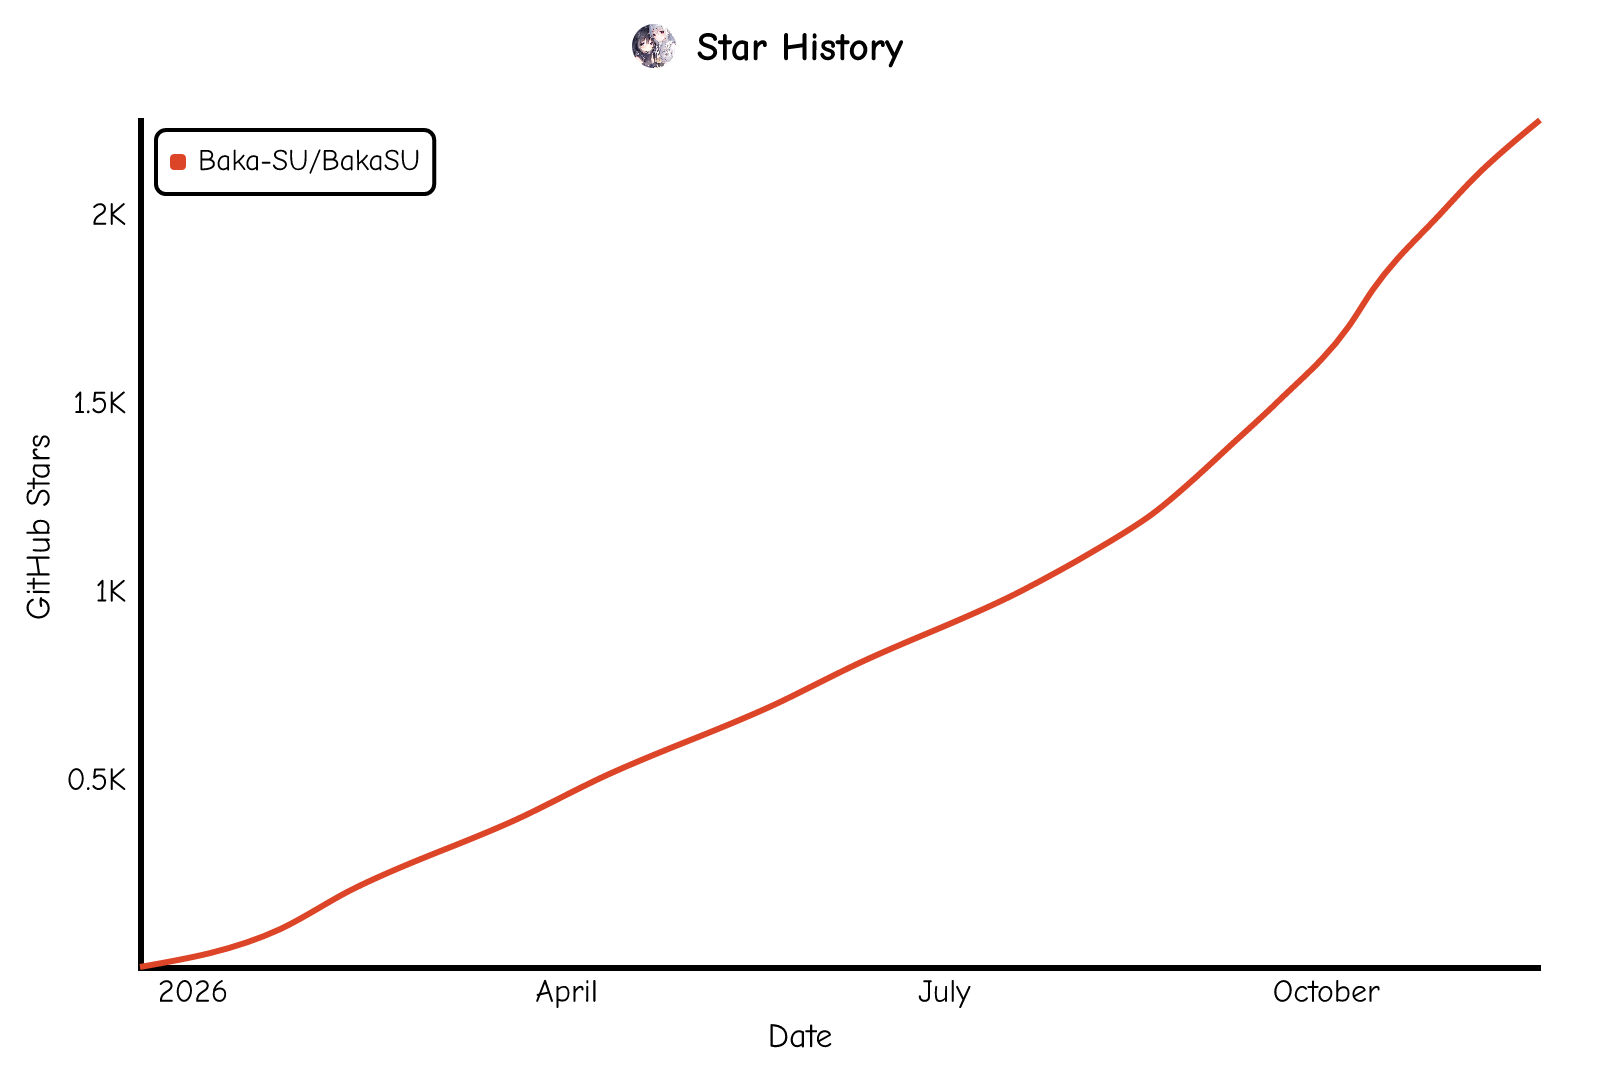 Star History
Baka-SU/BakaSU
2K
1.5K
1K
0.5K
GitHub Stars
2026
April
July
October
Date